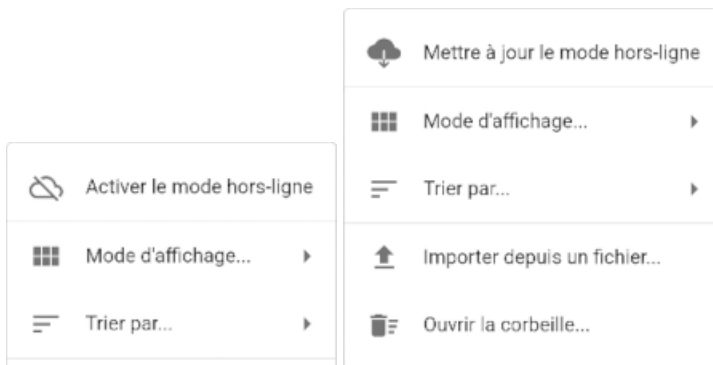 Activer le mode hors-ligne
Mode d'affichage...
Trier par...
Mettre à jour le mode hors-ligne
Mode d'affichage...
Trier par...
Importer depuis un fichier...
Ouvrir la corbeille...